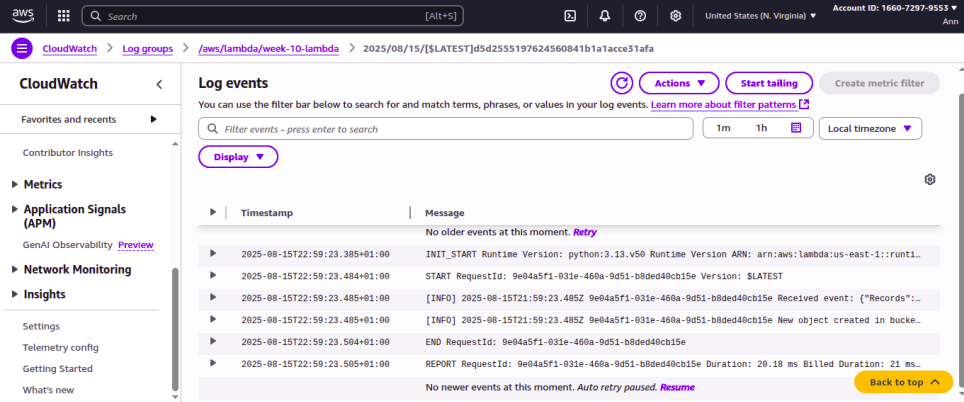 aws
Search [Alt+S] United States (N. Virginia) ▼ Account ID: 1660-7297-9553 ▼
Ann
CloudWatch > Log groups > /aws/lambda/week-10-lambda > 2025/08/15/[$LATEST]d5d2555197624560841b1a1acce31afa
CloudWatch
Favorites and recents
Contributor Insights
Metrics
Application Signals
(APM)
GenAI Observability Preview
Network Monitoring
Insights
Settings
Telemetry config
Getting Started
What's new
Log events
Actions ▼ Start tailing Create metric filter
You can use the filter bar below to search for and match terms, phrases, or values in your log events. Learn more about filter patterns
Filter events - press enter to search 1m 1h Local timezone ▼
Display ▼
Timestamp Message
No older events at this moment. Retry
2025-08-15T22:59:23.385+01:00 INIT_START Runtime Version: python:3.13.v50 Runtime Version ARN: arn:aws:lambda:us-east-1::runti…
2025-08-15T22:59:23.484+01:00 START RequestId: 9e04a5f1-031e-460a-9d51-b8ded40cb15e Version: $LATEST
2025-08-15T22:59:23.485+01:00 [INFO] 2025-08-15T21:59:23.485Z 9e04a5f1-031e-460a-9d51-b8ded40cb15e Received event: {"Records":…
2025-08-15T22:59:23.485+01:00 [INFO] 2025-08-15T21:59:23.485Z 9e04a5f1-031e-460a-9d51-b8ded40cb15e New object created in bucke…
2025-08-15T22:59:23.504+01:00 END RequestId: 9e04a5f1-031e-460a-9d51-b8ded40cb15e
2025-08-15T22:59:23.505+01:00 REPORT RequestId: 9e04a5f1-031e-460a-9d51-b8ded40cb15e Duration: 20.18 ms Billed Duration: 21 ms…
No newer events at this moment. Auto retry paused. Resume
Back to top